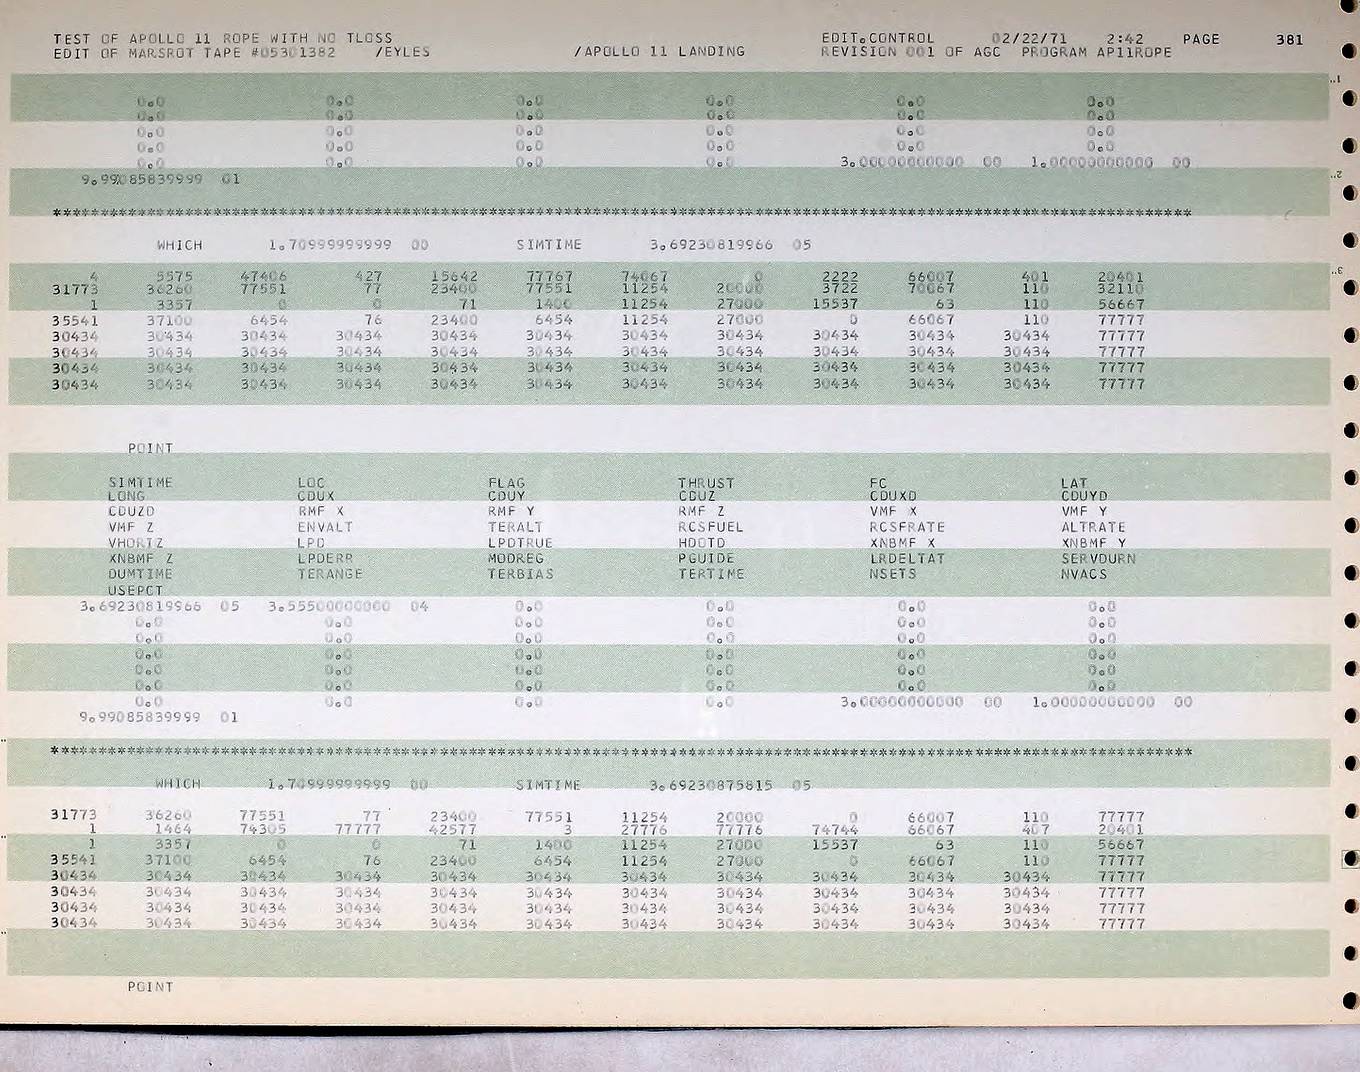 TEST OF APOLLO 11 ROPE WITH NO TLOSS EDIT.CONTROL 02/22/71 2:42 PAGE 381
EDIT OF MARSROT TAPE #05301382 /EYLES /APOLLO 11 LANDING REVISION 001 OF AGC PROGRAM AP11ROPE
0.0 0.0 0.0 0.0 0.0 0.0
0.0 0.0 0.0 0.0 0.0 0.0
0.0 0.0 0.0 0.0 0.0 0.0
0.0 0.0 0.0 0.0 0.0 0.0
0.0 0.0 0.0 0.0 3.00000000000 00 1.00000000000 00
9.99085839999 01
************************************************************************************************************************
WHICH 1.70999999999 00 SIMTIME 3.69230819966 05
4 5575 47406 427 15642 77767 74067 0 2222 66007 401 20401
31773 36260 77551 77 23400 77551 11254 20000 3722 70067 110 32110
1 3357 0 0 71 1400 11254 27000 15537 63 110 56667
35541 37100 6454 76 23400 6454 11254 27000 0 66067 110 77777
30434 30434 30434 30434 30434 30434 30434 30434 30434 30434 30434 77777
30434 30434 30434 30434 30434 30434 30434 30434 30434 30434 30434 77777
30434 30434 30434 30434 30434 30434 30434 30434 30434 30434 30434 77777
30434 30434 30434 30434 30434 30434 30434 30434 30434 30434 30434 77777
POINT
SIMTIME LOC FLAG THRUST FC LAT
LONG CDUX CDUY CDUZ CDUXD CDUYD
CDUZD RMF X RMF Y RMF Z VMF X VMF Y
VMF Z ENVALT TERALT RCSFUEL RCSFRATE ALTRATE
VHORIZ LPD LPDTRUE HDOTD XNBMF X XNBMF Y
XNBMF Z LPDERR MODREG PGUIDE LRDELTAT SERVDURN
DUMTIME TERANGE TERBIAS TERTIME NSETS NVACS
USEPCT
3.69230819966 05 3.55500000000 04 0.0 0.0 0.0 0.0
0.0 0.0 0.0 0.0 0.0 0.0
0.0 0.0 0.0 0.0 0.0 0.0
0.0 0.0 0.0 0.0 0.0 0.0
0.0 0.0 0.0 0.0 0.0 0.0
0.0 0.0 0.0 0.0 0.0 0.0
0.0 0.0 0.0 0.0 3.00000000000 00 1.00000000000 00
9.99085839999 01
************************************************************************************************************************
WHICH 1.70999999999 00 SIMTIME 3.69230875815 05
31773 36260 77551 77 23400 77551 11254 20000 0 66007 110 77777
1 1464 74305 77777 42577 3 27776 77776 74744 66067 407 20401
1 3357 0 0 71 1400 11254 27000 15537 63 110 56667
35541 37100 6454 76 23400 6454 11254 27000 0 66067 110 77777
30434 30434 30434 30434 30434 30434 30434 30434 30434 30434 30434 77777
30434 30434 30434 30434 30434 30434 30434 30434 30434 30434 30434 77777
30434 30434 30434 30434 30434 30434 30434 30434 30434 30434 30434 77777
30434 30434 30434 30434 30434 30434 30434 30434 30434 30434 30434 77777
POINT